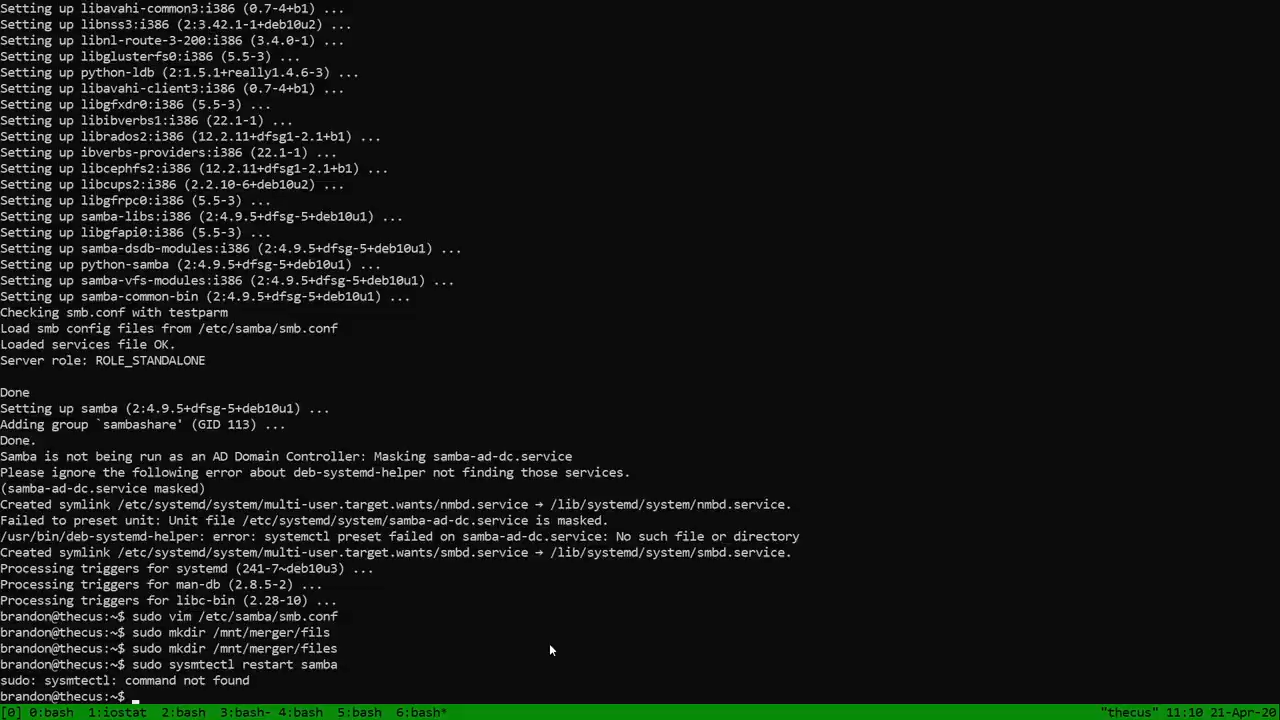 Setting up libavahi-common3:i386 (0.7-4+b1) ...
Setting up libnss3:i386 (2:3.42.1-1+deb10u2) ...
Setting up libnl-route-3-200:i386 (3.4.0-1) ...
Setting up libglusterfs0:i386 (5.5-3) ...
Setting up python-ldb (2:1.5.1+really1.4.6-3) ...
Setting up libavahi-client3:i386 (0.7-4+b1) ...
Setting up libgfxdr0:i386 (5.5-3) ...
Setting up libibverbs1:i386 (22.1-1) ...
Setting up librados2:i386 (12.2.11+dfsg1-2.1+b1) ...
Setting up ibverbs-providers:i386 (22.1-1) ...
Setting up libcephfs2:i386 (12.2.11+dfsg1-2.1+b1) ...
Setting up libcups2:i386 (2.2.10-6+deb10u2) ...
Setting up libgfrpc0:i386 (5.5-3) ...
Setting up samba-libs:i386 (2:4.9.5+dfsg-5+deb10u1) ...
Setting up libgfapi0:i386 (5.5-3) ...
Setting up samba-dsdb-modules:i386 (2:4.9.5+dfsg-5+deb10u1) ...
Setting up python-samba (2:4.9.5+dfsg-5+deb10u1) ...
Setting up samba-vfs-modules:i386 (2:4.9.5+dfsg-5+deb10u1) ...
Setting up samba-common-bin (2:4.9.5+dfsg-5+deb10u1) ...
Checking smb.conf with testparm
Load smb config files from /etc/samba/smb.conf
Loaded services file OK.
Server role: ROLE_STANDALONE
Done
Setting up samba (2:4.9.5+dfsg-5+deb10u1) ...
Adding group `sambashare' (GID 113) ...
Done.
Samba is not being run as an AD Domain Controller: Masking samba-ad-dc.service
Please ignore the following error about deb-systemd-helper not finding those services.
(samba-ad-dc.service masked)
Created symlink /etc/systemd/system/multi-user.target.wants/nmbd.service → /lib/systemd/system/nmbd.service.
Failed to preset unit: Unit file /etc/systemd/system/samba-ad-dc.service is masked.
/usr/bin/deb-systemd-helper: error: systemctl preset failed on samba-ad-dc.service: No such file or directory
Created symlink /etc/systemd/system/multi-user.target.wants/smbd.service → /lib/systemd/system/smbd.service.
Processing triggers for systemd (241-7~deb10u3) ...
Processing triggers for man-db (2.8.5-2) ...
Processing triggers for libc-bin (2.28-10) ...
brandon@thecus:~$ sudo vim /etc/samba/smb.conf
brandon@thecus:~$ sudo mkdir /mnt/merger/fils
brandon@thecus:~$ sudo mkdir /mnt/merger/files
brandon@thecus:~$ sudo sysmtectl restart samba
sudo: sysmtectl: command not found
brandon@thecus:~$
[0] 0:bash  1:iostat  2:bash  3:bash- 4:bash  5:bash  6:bash* "thecus" 11:10 21-Apr-20